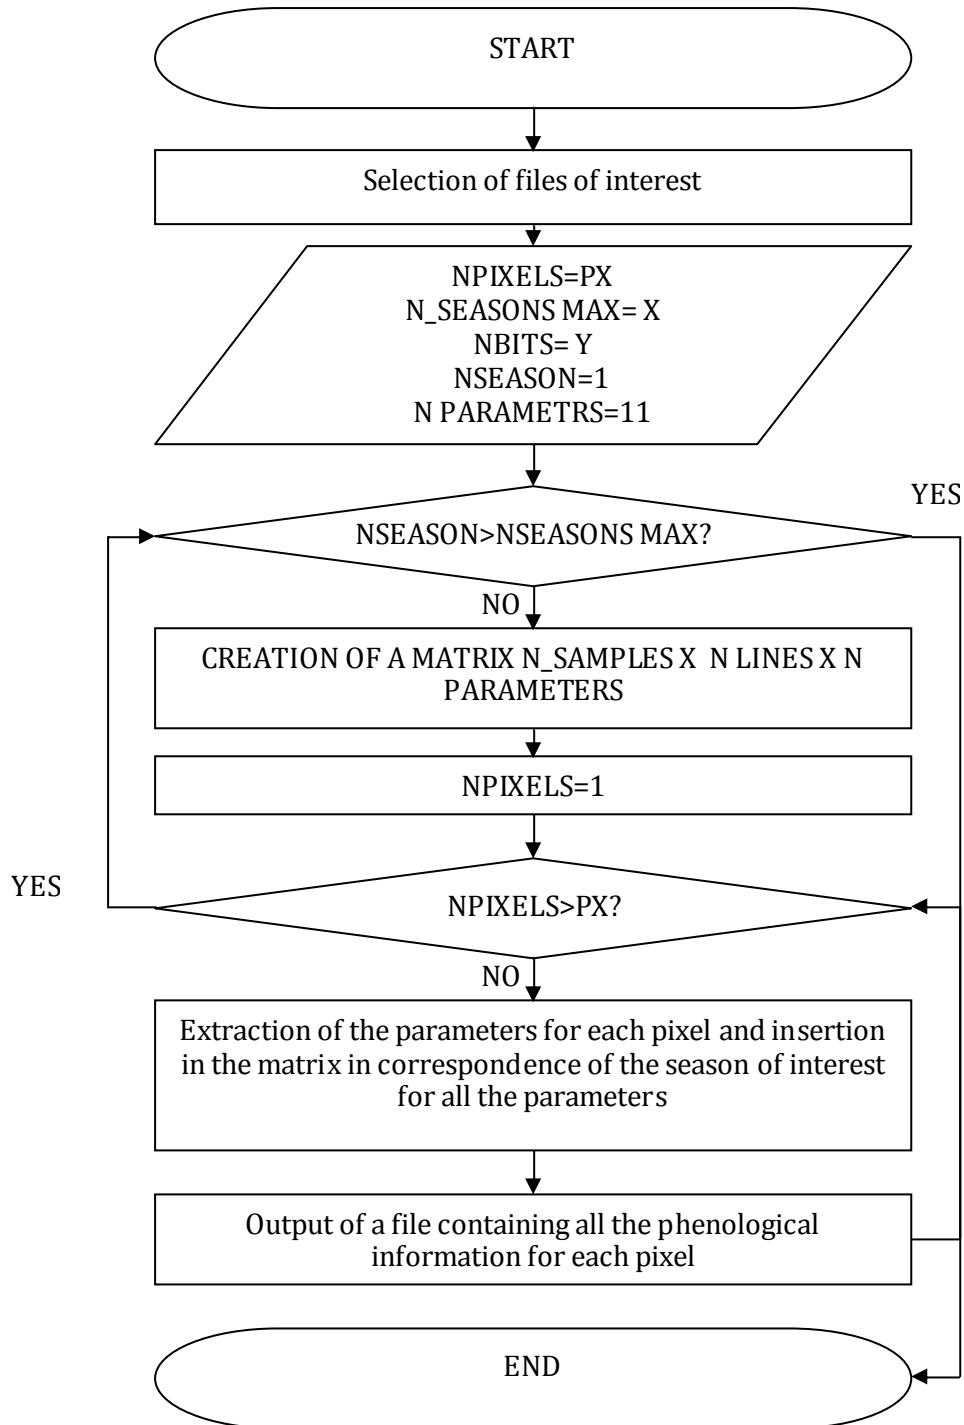 START
Selection of files of interest
NPIXELS=PX
N_SEASONS MAX= X
NBITS= Y
NSEASON=1
N PARAMETRS=11
YES
NSEASON>NSEASONS MAX?
NO
CREATION OF A MATRIX N_SAMPLES X N LINES X N
PARAMETERS
NPIXELS=1
YES
NPIXELS>PX?
NO
Extraction of the parameters for each pixel and insertion
in the matrix in correspondence of the season of interest
for all the parameters
Output of a file containing all the phenological
information for each pixel
END